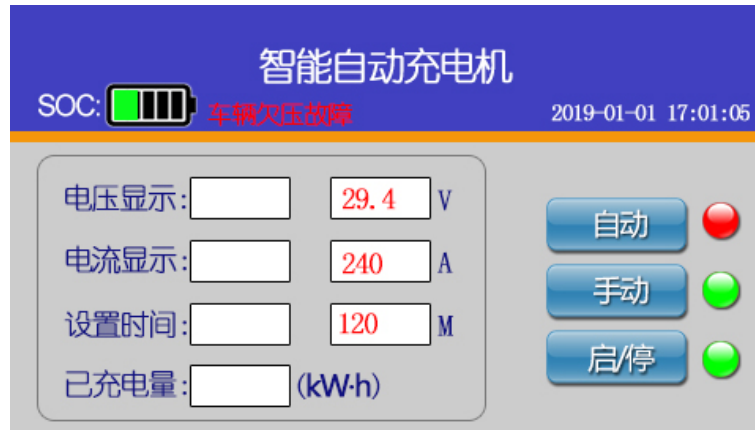 智能自动充电机
SOC: 车辆欠压故障 2019-01-01 17:01:05
电压显示: 29.4 V
自动
电流显示: 240 A
手动
设置时间: 120 M
启/停
已充电量: (kW·h)